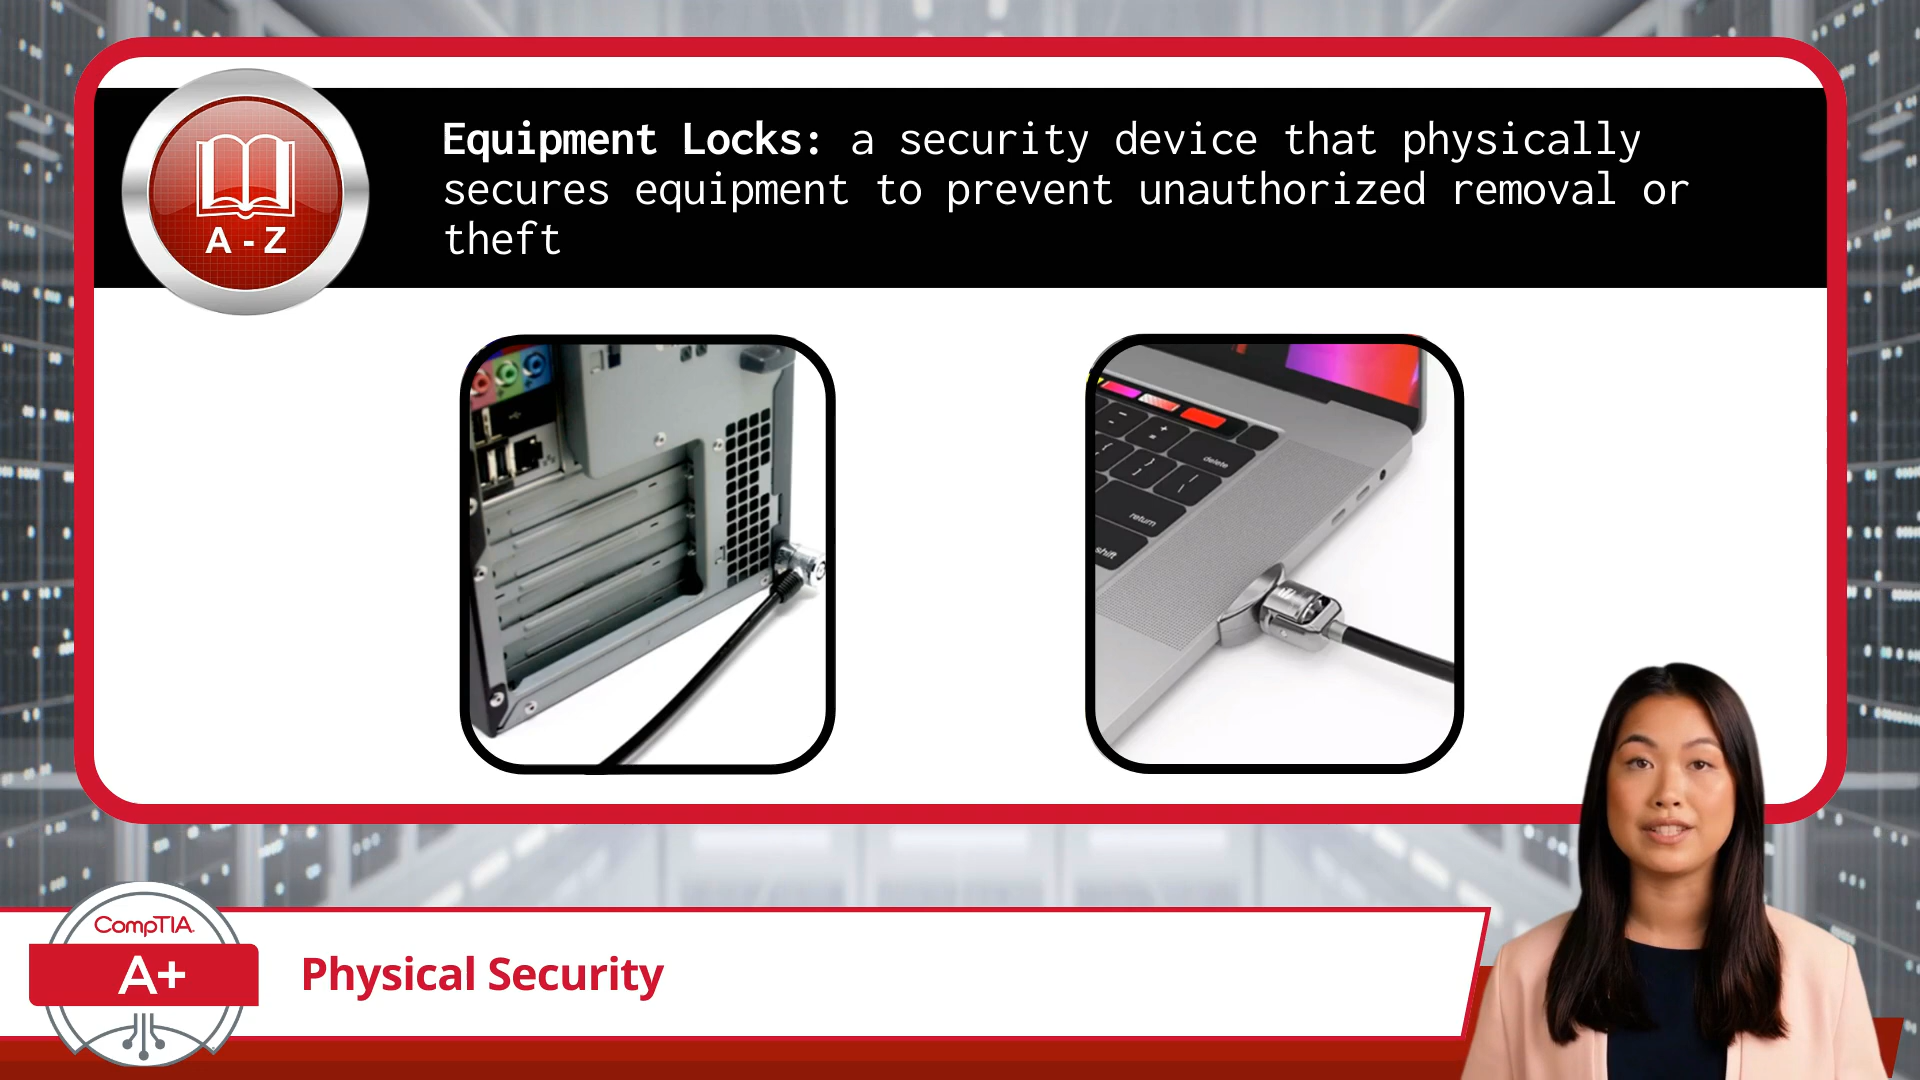 Equipment Locks: a security device that physically
secures equipment to prevent unauthorized removal or
theft
A - Z
delete
return
shift
CompTIA.
A+
Physical Security